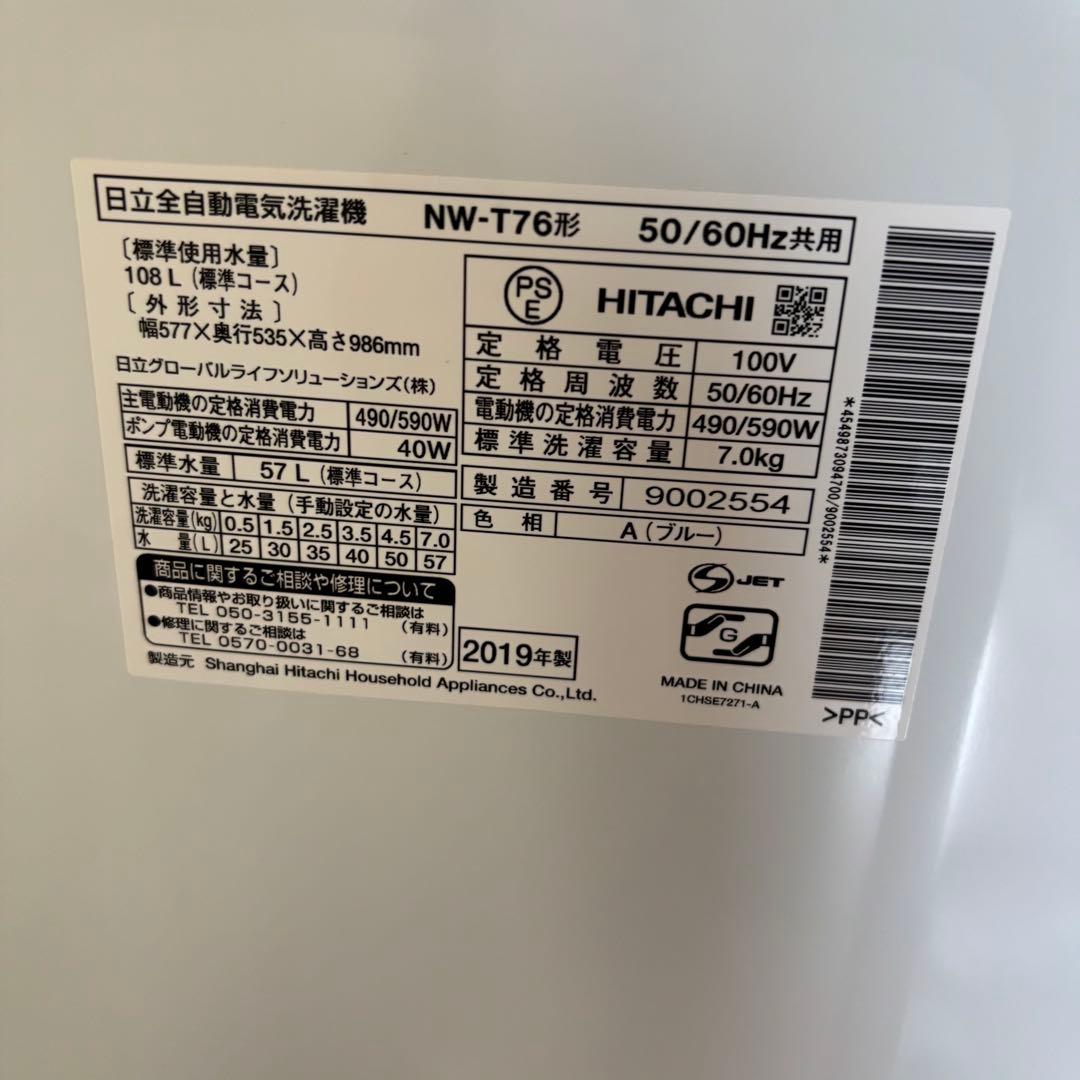 日立全自動電気洗濯機 NW-T76形 50/60Hz共用
〔標準使用水量〕
108 L (標準コース)
〔外形寸法〕
幅577×奥行535×高さ986mm
日立グローバルライフソリューションズ(株)
主電動機の定格消費電力 490/590W
ポンプ電動機の定格消費電力 40W
標準水量 57 L (標準コース)
洗濯容量と水量 (手動設定の水量)
洗濯容量(kg) 0.5 1.5 2.5 3.5 4.5 7.0
水量(L) 25 30 35 40 50 57
商品に関するご相談や修理について
●商品情報やお取り扱いに関するご相談は
TEL 050-3155-1111 (有料)
●修理に関するご相談は
TEL 0570-0031-68 (有料)
製造元 Shanghai Hitachi Household Appliances Co.,Ltd.
PSE HITACHI
定格電圧 100V
定格周波数 50/60Hz
電動機の定格消費電力 490/590W
標準洗濯容量 7.0kg
製造番号 9002554
色相 A (ブルー)
S JET
G
2019年製
MADE IN CHINA
1CHSE7271-A
*4549873094700/9002554*
>PP<